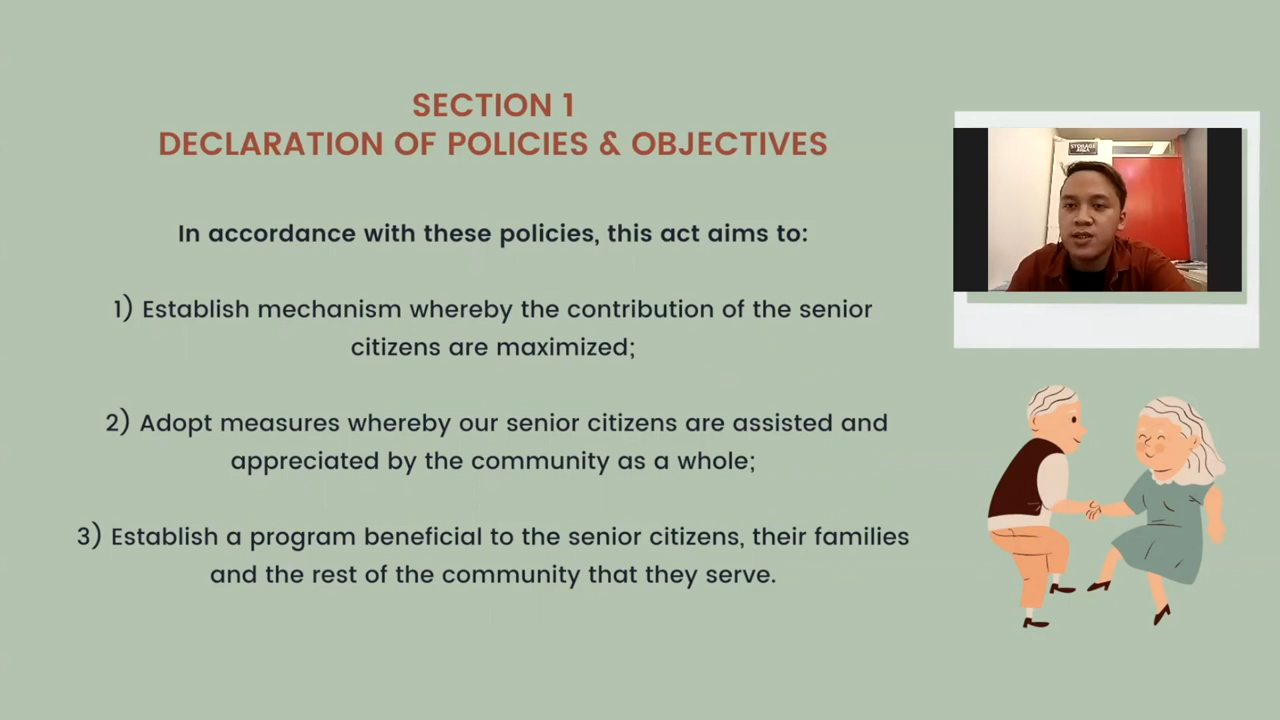 SECTION 1
DECLARATION OF POLICIES & OBJECTIVES
In accordance with these policies, this act aims to:
1) Establish mechanism whereby the contribution of the senior
citizens are maximized;
2) Adopt measures whereby our senior citizens are assisted and
appreciated by the community as a whole;
3) Establish a program beneficial to the senior citizens, their families
and the rest of the community that they serve.
STORAGE
AREA